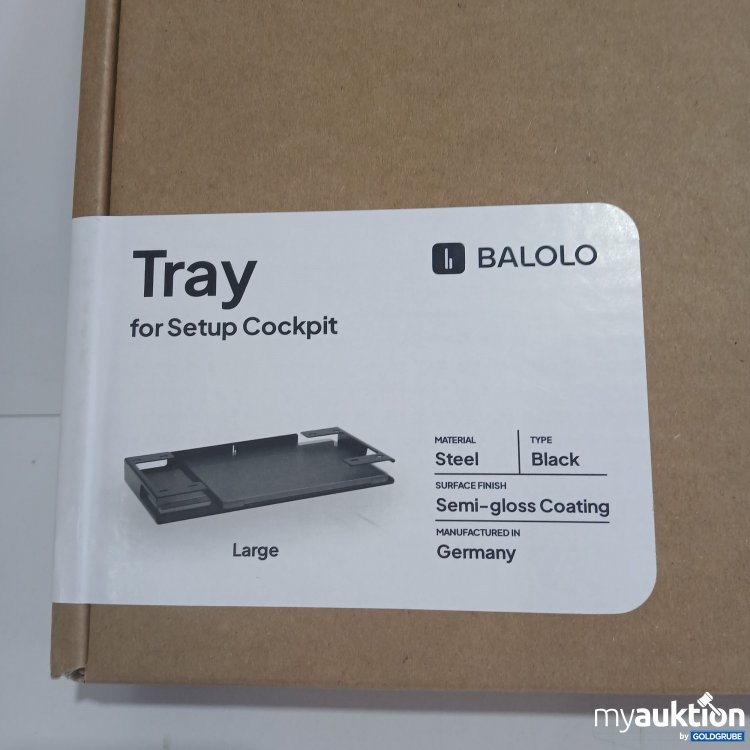 Tray
for Setup Cockpit
BALOLO
Large
MATERIAL
Steel
TYPE
Black
SURFACE FINISH
Semi-gloss Coating
MANUFACTURED IN
Germany
myauktion
by GOLDGRUBE